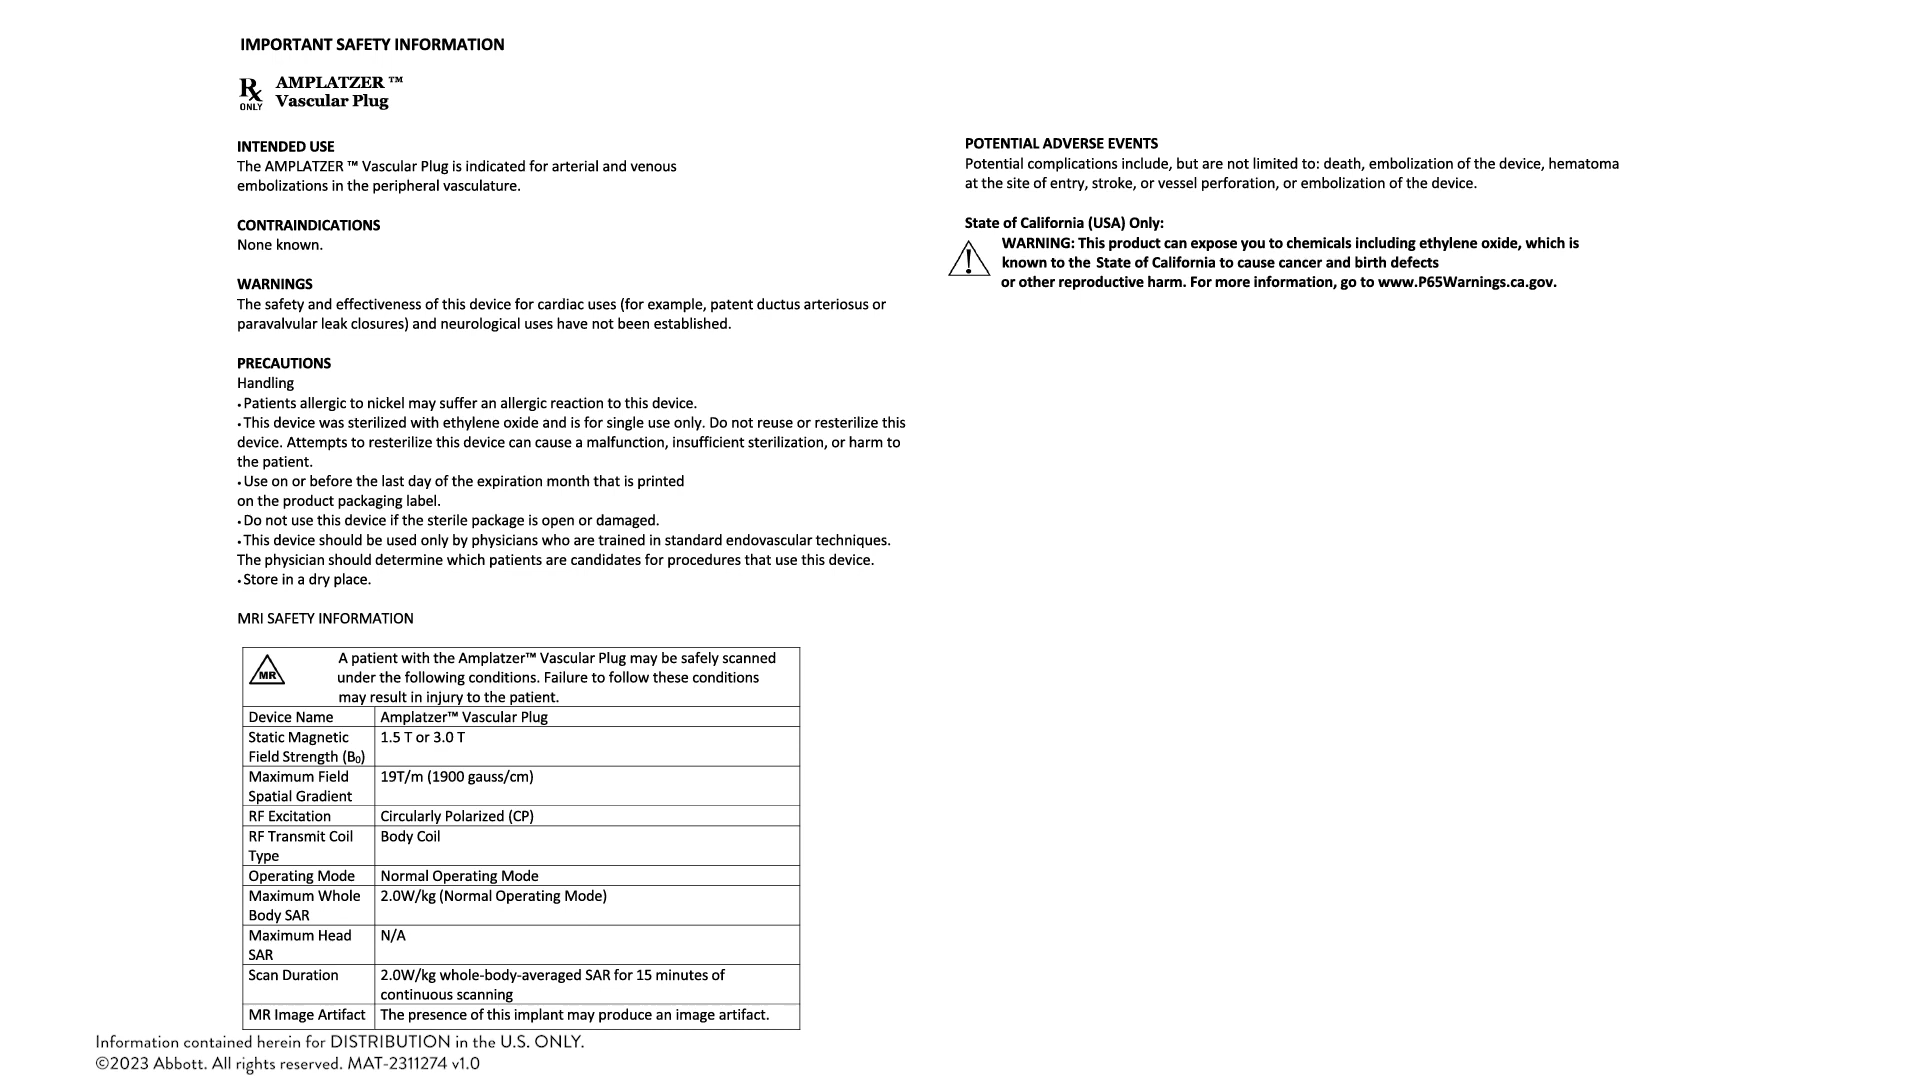 IMPORTANT SAFETY INFORMATION
Rx ONLY
AMPLATZER ™
Vascular Plug
INTENDED USE
The AMPLATZER ™ Vascular Plug is indicated for arterial and venous
embolizations in the peripheral vasculature.
CONTRAINDICATIONS
None known.
WARNINGS
The safety and effectiveness of this device for cardiac uses (for example, patent ductus arteriosus or
paravalvular leak closures) and neurological uses have not been established.
PRECAUTIONS
Handling
• Patients allergic to nickel may suffer an allergic reaction to this device.
• This device was sterilized with ethylene oxide and is for single use only. Do not reuse or resterilize this
device. Attempts to resterilize this device can cause a malfunction, insufficient sterilization, or harm to
the patient.
• Use on or before the last day of the expiration month that is printed
on the product packaging label.
• Do not use this device if the sterile package is open or damaged.
• This device should be used only by physicians who are trained in standard endovascular techniques.
The physician should determine which patients are candidates for procedures that use this device.
• Store in a dry place.
MRI SAFETY INFORMATION
MR
A patient with the Amplatzer™ Vascular Plug may be safely scanned
under the following conditions. Failure to follow these conditions
may result in injury to the patient.
Device Name Amplatzer™ Vascular Plug
Static Magnetic 1.5 T or 3.0 T
Field Strength (B₀)
Maximum Field 19T/m (1900 gauss/cm)
Spatial Gradient
RF Excitation Circularly Polarized (CP)
RF Transmit Coil Body Coil
Type
Operating Mode Normal Operating Mode
Maximum Whole 2.0W/kg (Normal Operating Mode)
Body SAR
Maximum Head N/A
SAR
Scan Duration 2.0W/kg whole-body-averaged SAR for 15 minutes of
continuous scanning
MR Image Artifact The presence of this implant may produce an image artifact.
POTENTIAL ADVERSE EVENTS
Potential complications include, but are not limited to: death, embolization of the device, hematoma
at the site of entry, stroke, or vessel perforation, or embolization of the device.
State of California (USA) Only:
WARNING: This product can expose you to chemicals including ethylene oxide, which is
known to the State of California to cause cancer and birth defects
or other reproductive harm. For more information, go to www.P65Warnings.ca.gov.
Information contained herein for DISTRIBUTION in the U.S. ONLY.
©2023 Abbott. All rights reserved. MAT-2311274 v1.0